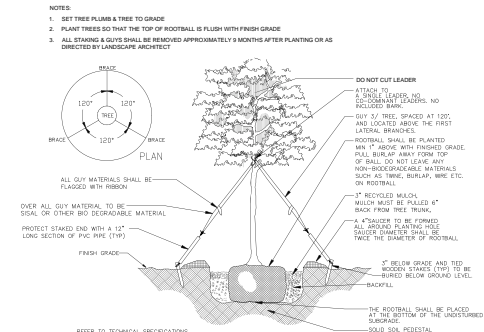 NOTES:
1. SET TREE PLUMB & TREE TO GRADE
2. PLANT TREES SO THAT THE TOP OF ROOTBALL IS FLUSH WITH FINISH GRADE
3. ALL STAKING & GUYS SHALL BE REMOVED APPROXIMATELY 9 MONTHS AFTER PLANTING OR AS
DIRECTED BY LANDSCAPE ARCHITECT
BRACE
120°
120°
TREE
120°
BRACE
BRACE
PLAN
DO NOT CUT LEADER
ATTACH TO
A SINGLE LEADER. NO
CO-DOMINANT LEADERS. NO
INCLUDED BARK.
GUY 3/ TREE, SPACED AT 120°,
AND LOCATED ABOVE THE FIRST
LATERAL BRANCHES.
ROOTBALL SHALL BE PLANTED
MIN 1" ABOVE WITH FINISHED GRADE.
PULL BURLAP AWAY FORM TOP
OF BALL. DO NOT LEAVE ANY
NON-BIODEGRADABLE MATERIALS
SUCH AS TWINE, BURLAP, WIRE ETC.
ON ROOTBALL
3" RECYCLED MULCH.
MULCH MUST BE PULLED 6"
BACK FROM TREE TRUNK.
A 4"SAUCER TO BE FORMED
ALL AROUND PLANTING HOLE
SAUCER DIAMETER SHALL BE
TWICE THE DIAMETER OF ROOTBALL
3" BELOW GRADE AND TIED
WOODEN STAKES (TYP) TO BE
BURIED BELOW GROUND LEVEL.
BACKFILL
THE ROOTBALL SHALL BE PLACED
AT THE BOTTOM OF THE UNDISTURBED
SUBGRADE.
SOLID SOIL PEDESTAL
ALL GUY MATERIALS SHALL BE
FLAGGED WITH RIBBON
OVER ALL GUY MATERIAL TO BE
SISAL OR OTHER BIO DEGRADABLE MATERIAL
PROTECT STAKED END WITH A 12"
LONG SECTION OF PVC PIPE (TYP)
FINISH GRADE
REFER TO TECHNICAL SPECIFICATIONS